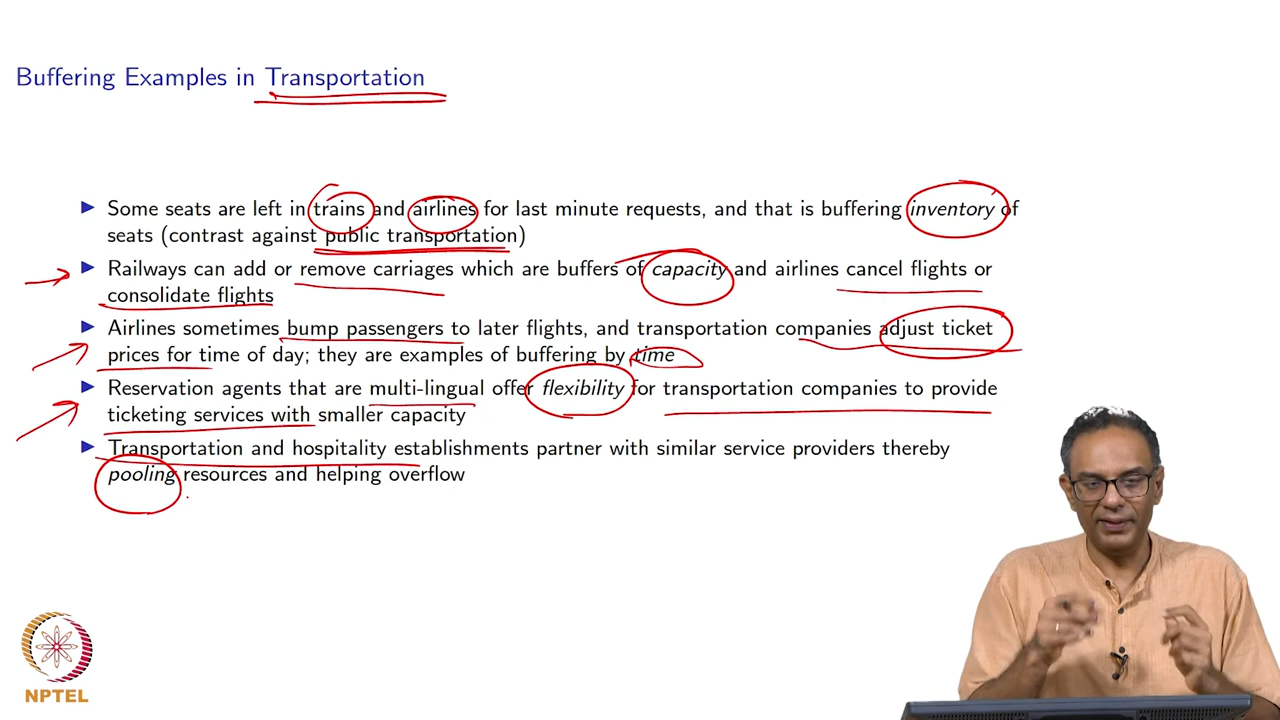 Buffering Examples in Transportation
▶ Some seats are left in trains and airlines for last minute requests, and that is buffering inventory of
seats (contrast against public transportation)
▶ Railways can add or remove carriages which are buffers of capacity and airlines cancel flights or
consolidate flights
▶ Airlines sometimes bump passengers to later flights, and transportation companies adjust ticket
prices for time of day; they are examples of buffering by time
▶ Reservation agents that are multi-lingual offer flexibility for transportation companies to provide
ticketing services with smaller capacity
▶ Transportation and hospitality establishments partner with similar service providers thereby
pooling resources and helping overflow
NPTEL